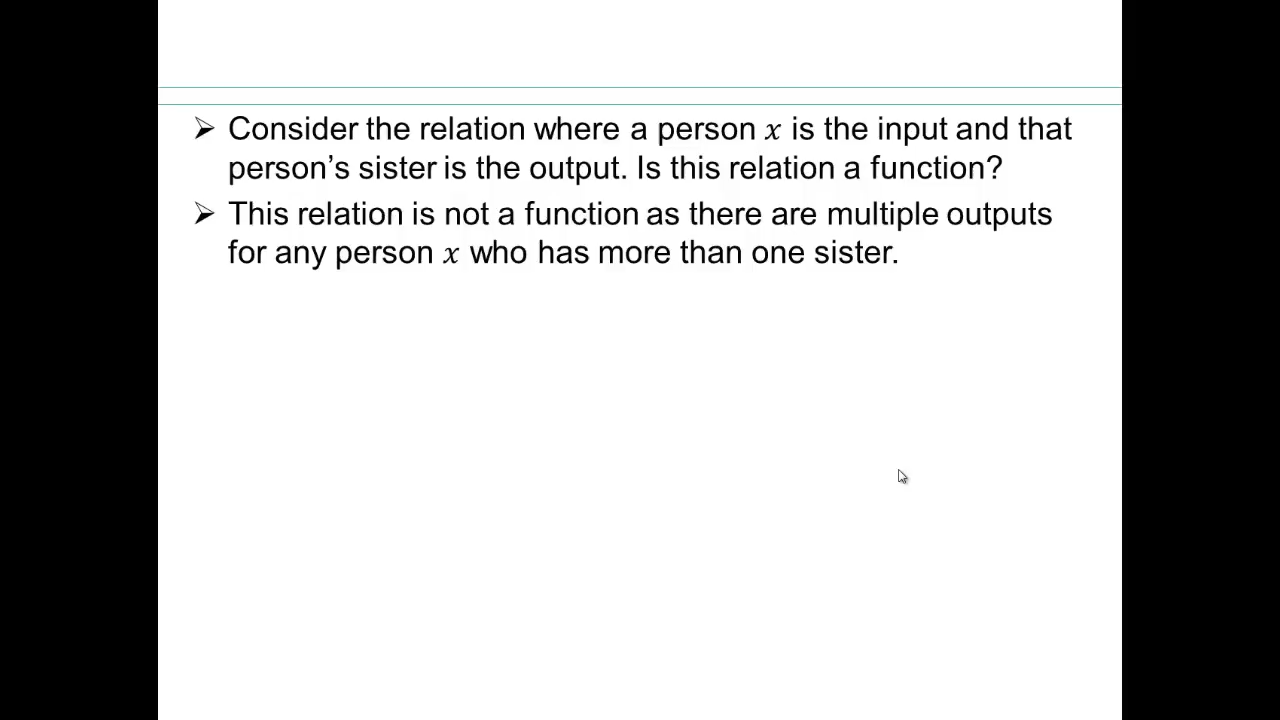 ➢ Consider the relation where a person 𝑥 is the input and that
person’s sister is the output. Is this relation a function?
➢ This relation is not a function as there are multiple outputs
for any person 𝑥 who has more than one sister.